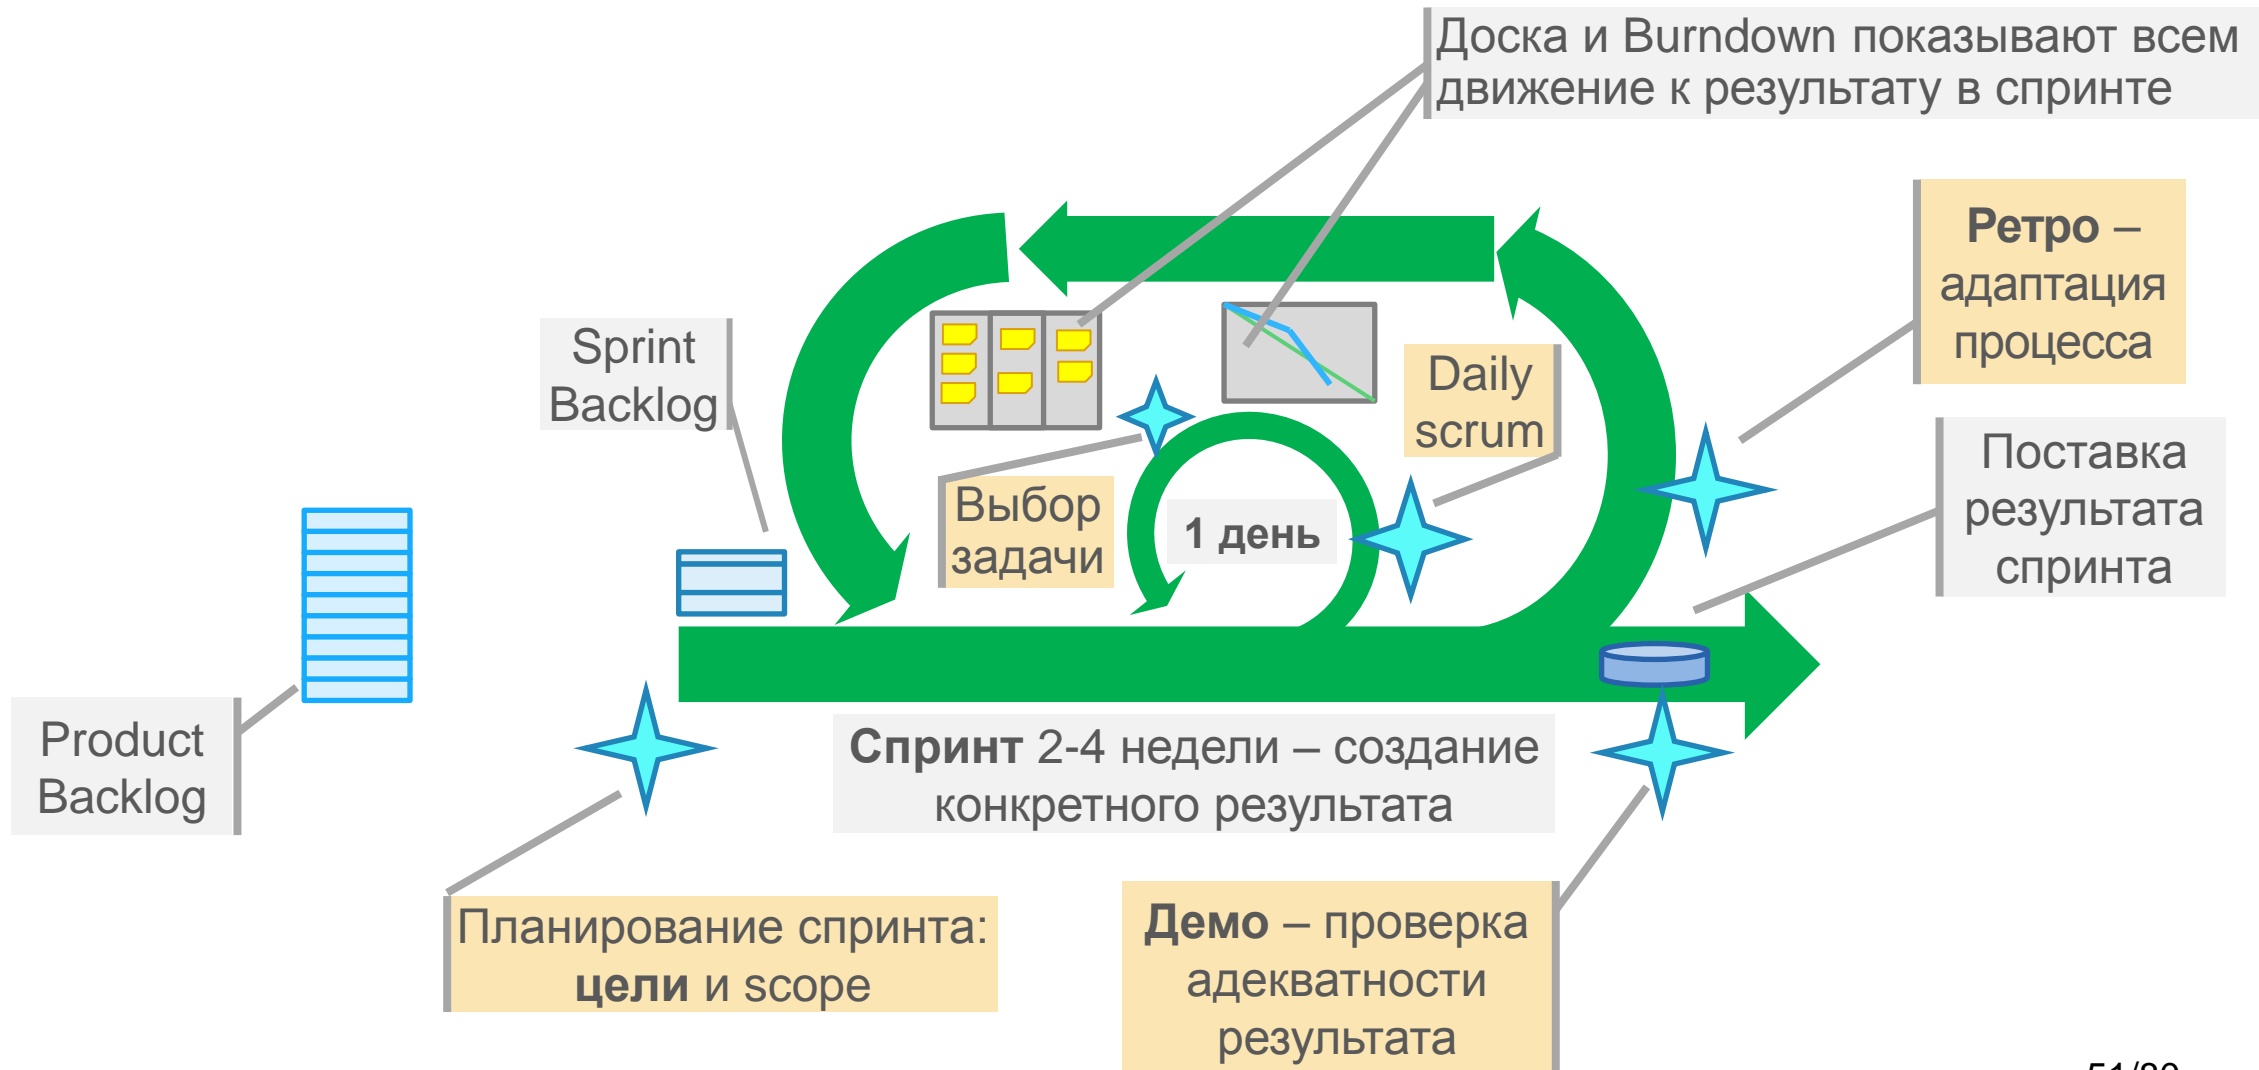 Доска и Burndown показывают всем
движение к результату в спринте
Ретро –
адаптация
процесса
Sprint
Backlog
Daily
scrum
Поставка
результата
спринта
Выбор
задачи
1 день
Product
Backlog
Спринт 2-4 недели – создание
конкретного результата
Планирование спринта:
цели и scope
Демо – проверка
адекватности
результата